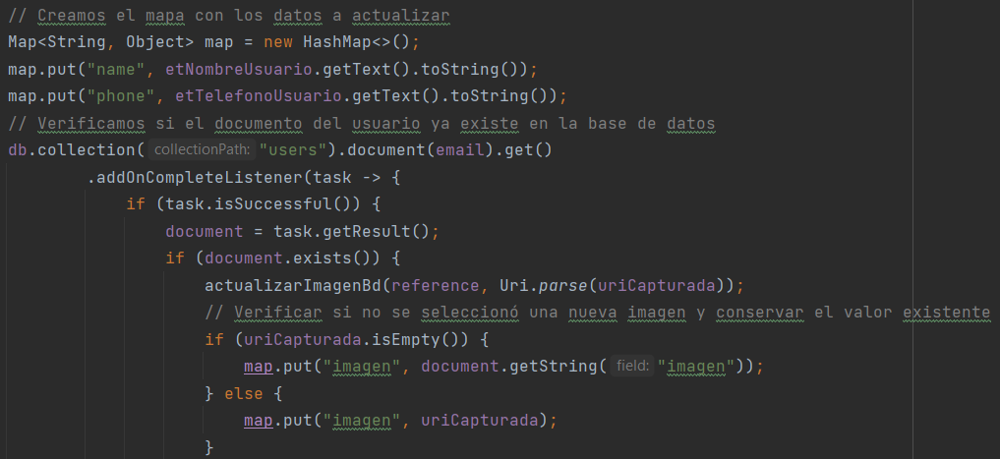 // Creamos el mapa con los datos a actualizar
Map<String, Object> map = new HashMap<>();
map.put("name", etNombreUsuario.getText().toString());
map.put("phone", etTelefonoUsuario.getText().toString());
// Verificamos si el documento del usuario ya existe en la base de datos
db.collection( collectionPath: "users").document(email).get()
.addOnCompleteListener(task -> {
if (task.isSuccessful()) {
document = task.getResult();
if (document.exists()) {
actualizarImagenBd(reference, Uri.parse(uriCapturada));
// Verificar si no se seleccionó una nueva imagen y conservar el valor existente
if (uriCapturada.isEmpty()) {
map.put("imagen", document.getString( field: "imagen"));
} else {
map.put("imagen", uriCapturada);
}